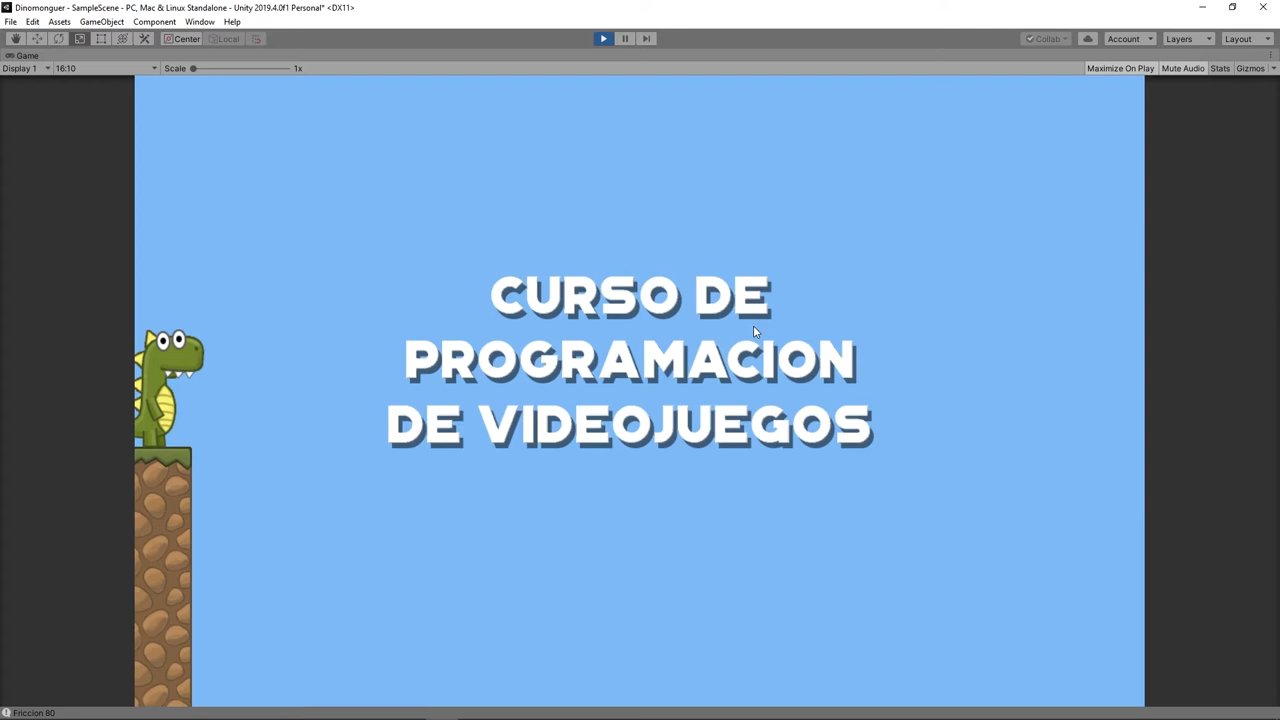 Dinomonguer - SampleScene - PC, Mac & Linux Standalone - Unity 2019.4.0f1 Personal* <DX11>
File Edit Assets GameObject Component Window Help
Center Local Collab Account Layers Layout
Game
Display 1 16:10 Scale 1x Maximize On Play Mute Audio Stats Gizmos
CURSO DE
PROGRAMACION
DE VIDEOJUEGOS
Friccion 80